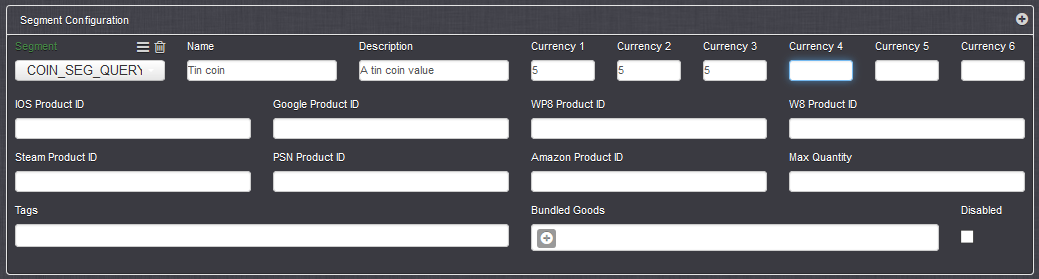 Segment Configuration
Segment Name Description Currency 1 Currency 2 Currency 3 Currency 4 Currency 5 Currency 6
COIN_SEG_QUERY Tin coin A tin coin value 5 5 5
IOS Product ID Google Product ID WP8 Product ID W8 Product ID
Steam Product ID PSN Product ID Amazon Product ID Max Quantity
Tags Bundled Goods Disabled